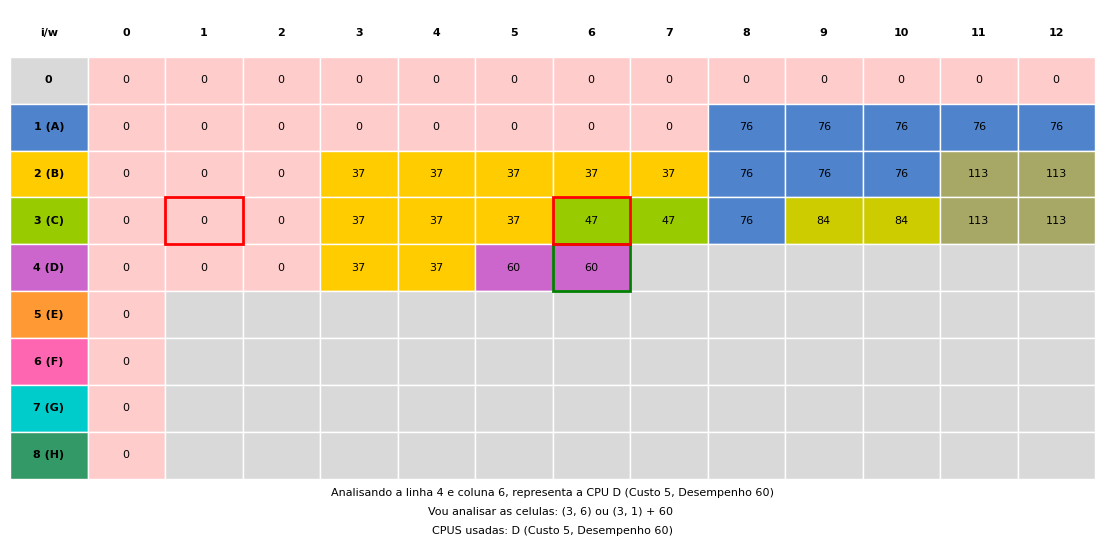 i/w 0 1 2 3 4 5 6 7 8 9 10 11 12
0 0 0 0 0 0 0 0 0 0 0 0 0 0
1 (A) 0 0 0 0 0 0 0 0 76 76 76 76 76
2 (B) 0 0 0 37 37 37 37 37 76 76 76 113 113
3 (C) 0 0 0 37 37 37 47 47 76 84 84 113 113
4 (D) 0 0 0 37 37 60 60
5 (E) 0
6 (F) 0
7 (G) 0
8 (H) 0
Analisando a linha 4 e coluna 6, representa a CPU D (Custo 5, Desempenho 60)
Vou analisar as celulas: (3, 6) ou (3, 1) + 60
CPUS usadas: D (Custo 5, Desempenho 60)